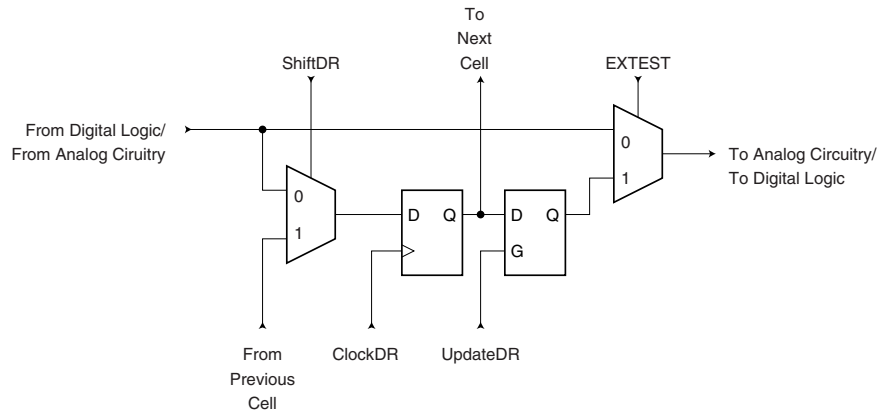 To
Next
Cell
ShiftDR
EXTEST
From Digital Logic/
From Analog Ciruitry
0
1
D Q
D Q
G
0
1
To Analog Circuitry/
To Digital Logic
From
Previous
Cell
ClockDR
UpdateDR